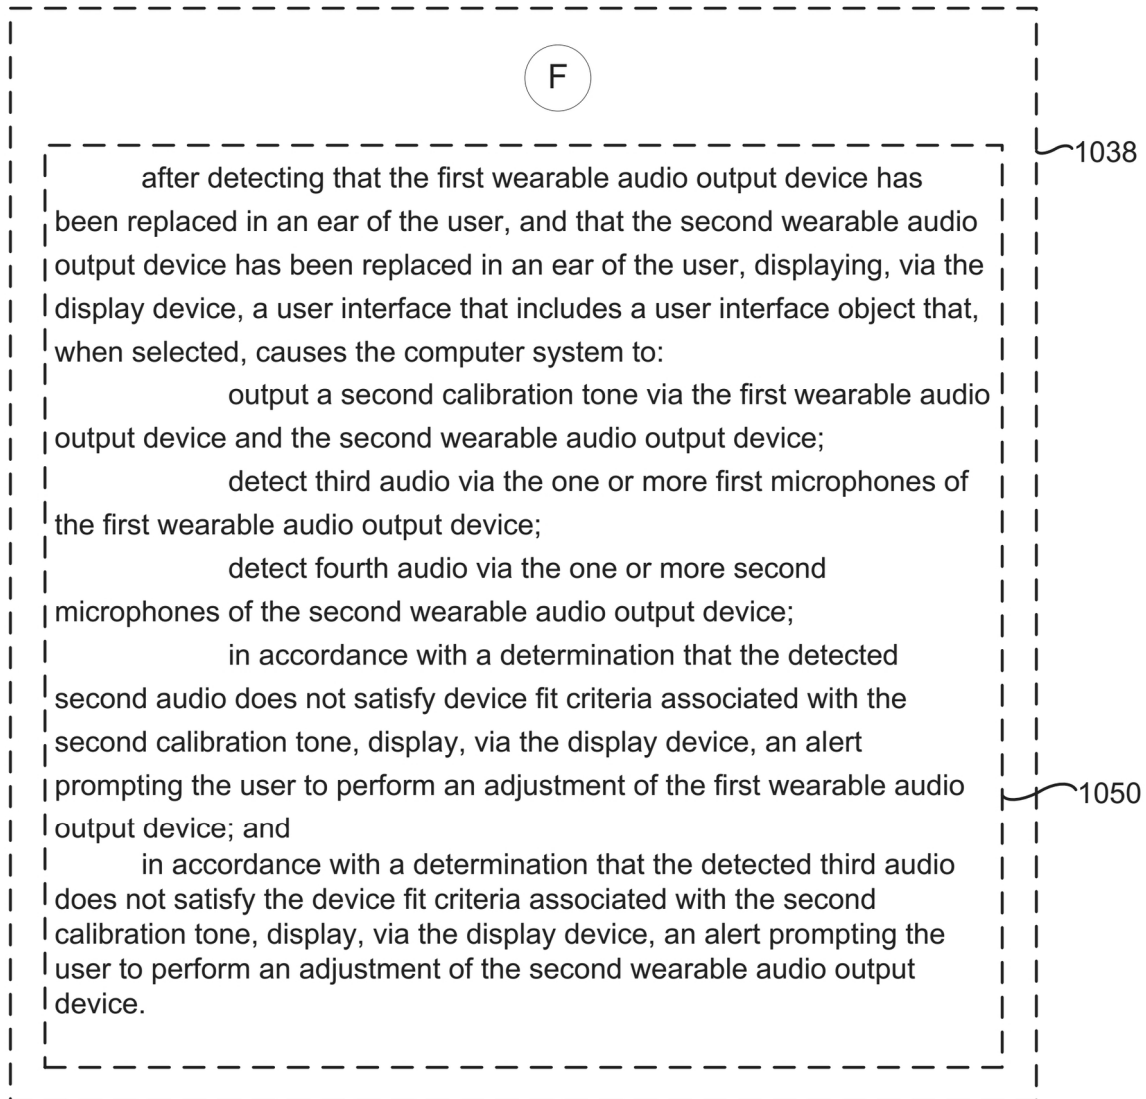 F
1038
after detecting that the first wearable audio output device has
been replaced in an ear of the user, and that the second wearable audio
output device has been replaced in an ear of the user, displaying, via the
display device, a user interface that includes a user interface object that,
when selected, causes the computer system to:
output a second calibration tone via the first wearable audio
output device and the second wearable audio output device;
detect third audio via the one or more first microphones of
the first wearable audio output device;
detect fourth audio via the one or more second
microphones of the second wearable audio output device;
in accordance with a determination that the detected
second audio does not satisfy device fit criteria associated with the
second calibration tone, display, via the display device, an alert
prompting the user to perform an adjustment of the first wearable audio
output device; and
1050
in accordance with a determination that the detected third audio
does not satisfy the device fit criteria associated with the second
calibration tone, display, via the display device, an alert prompting the
user to perform an adjustment of the second wearable audio output
device.